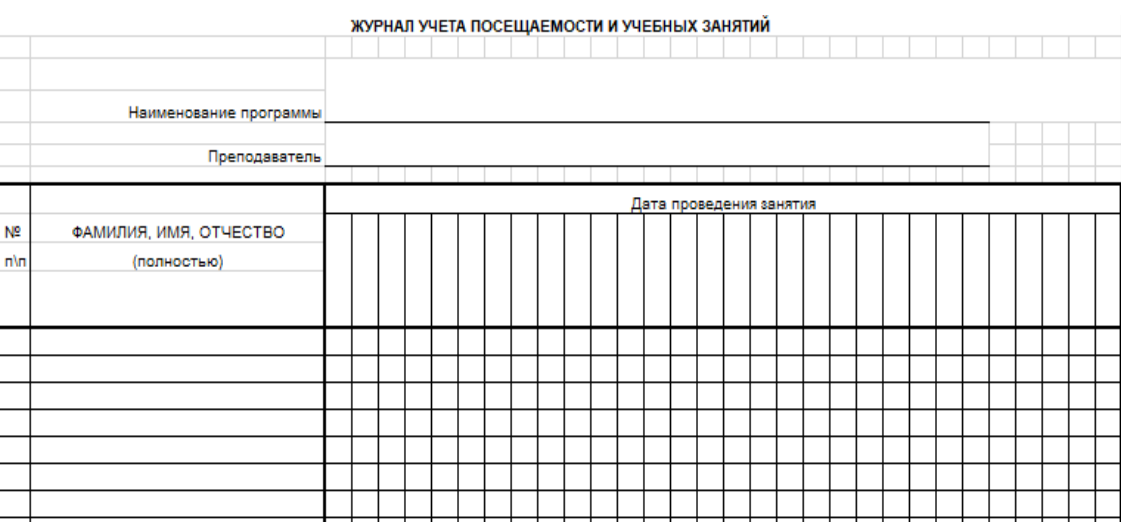 ЖУРНАЛ УЧЕТА ПОСЕЩАЕМОСТИ И УЧЕБНЫХ ЗАНЯТИЙ
Наименование программы
Преподаватель
Дата проведения занятия
№ ФАМИЛИЯ, ИМЯ, ОТЧЕСТВО
п\п (полностью)